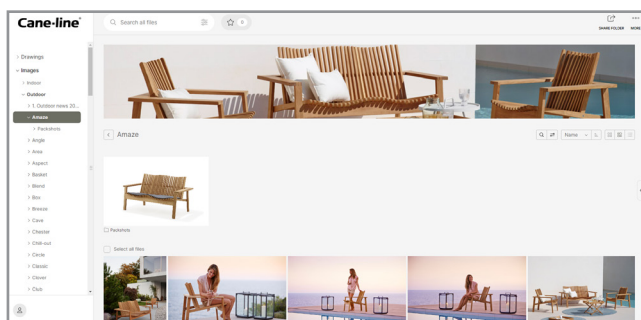 Cane-line®
Search all files
0
SHARE FOLDER
MORE
Drawings
Images
Indoor
Outdoor
1. Outdoor news 20...
Amaze
Packshots
Angle
Area
Aspect
Basket
Blend
Box
Breeze
Cave
Chester
Chill-out
Circle
Classic
Clover
Club
Amaze
Name
Packshots
Select all files